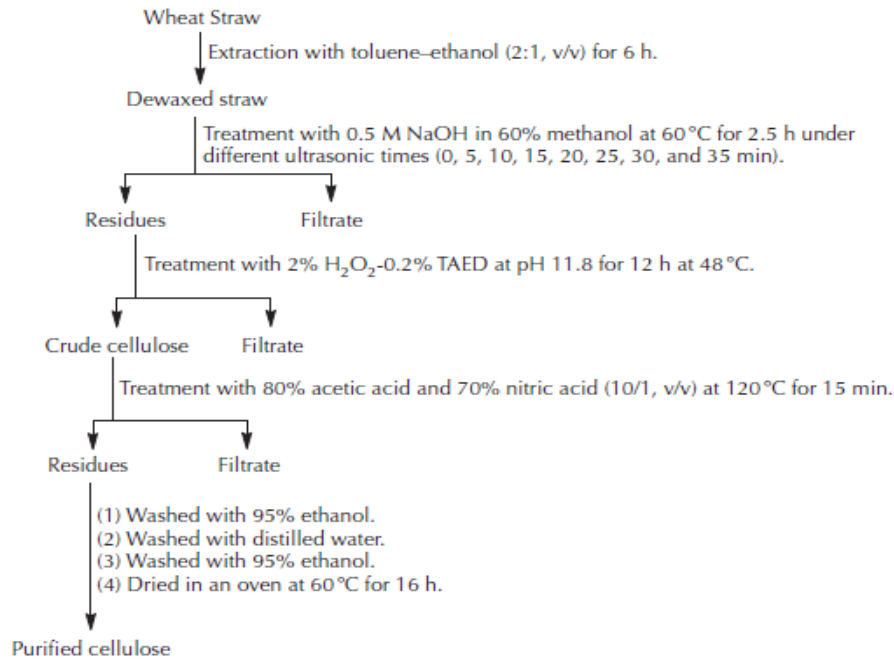 Wheat Straw
Extraction with toluene–ethanol (2:1, v/v) for 6 h.
Dewaxed straw
Treatment with 0.5 M NaOH in 60% methanol at 60°C for 2.5 h under
different ultrasonic times (0, 5, 10, 15, 20, 25, 30, and 35 min).
Residues Filtrate
Treatment with 2% H₂O₂-0.2% TAED at pH 11.8 for 12 h at 48°C.
Crude cellulose Filtrate
Treatment with 80% acetic acid and 70% nitric acid (10/1, v/v) at 120°C for 15 min.
Residues Filtrate
(1) Washed with 95% ethanol.
(2) Washed with distilled water.
(3) Washed with 95% ethanol.
(4) Dried in an oven at 60°C for 16 h.
Purified cellulose